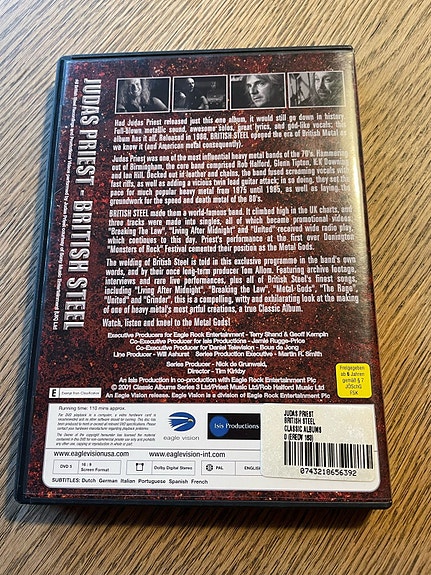 JUDAS PRIEST · BRITISH STEEL
Had Judas Priest released just this one album, it would still go down in history.
Full-blown, metallic sound, awesome solos, great lyrics, and god-like vocals: this
album has it all. Released in 1980, BRITISH STEEL opened the era of British Metal as
we know it (and American metal consequently).
Judas Priest was one of the most influential heavy metal bands of the 70's. Hammering
out of Birmingham, the core band comprised Rob Halford, Glenn Tipton, K K Downing
and Ian Hill. Decked out in leather and chains, the band fused screaming vocals with
fast riffs, as well as adding a vicious twin lead guitar attack; in so doing, they set the
pace for much popular heavy metal from 1975 until 1985, as well as laying the
groundwork for the speed and death metal of the 80's.
BRITISH STEEL made them a world-famous band. It climbed high in the UK charts, and
three tracks were made into singles, all of which became promotional videos.
"Breaking The Law", "Living After Midnight" and "United" received wide radio play,
which continues to this day. Priest's performance at the first ever Donington
"Monsters of Rock" Festival cemented their position as the Metal Gods.
The welding of British Steel is told in this exclusive programme in the band's own
words, and by their once long-term producer Tom Allom. Featuring archive footage,
interviews and rare live performances, plus all of British Steel's finest songs,
including "Living After Midnight", "Breaking the Law", "Metal-Gods", "The Rage",
"United" and "Grinder", this is a compelling, witty and exhilarating look at the making
of one of heavy metal's most prized creations, a true Classic Album.
Watch, listen and kneel to the Metal Gods!
Executive Producers for Eagle Rock Entertainment - Terry Shand & Geoff Kempin
Co-Executive Producer for Isis Productions - Jamie Rugge-Price
Co-Executive Producer for Daniel Television - Bous de Jong
Line Producer - Will Ashurst Series Production Executive - Martin R. Smith
Series Producer - Nick de Grunwald,
Director - Tim Kirkby
An Isis Production in co-production with Eagle Rock Entertainment Plc
© 2001 Classic Albums Series 3 Ltd/Priest Music Ltd/Rob Halford Music Ltd
An Eagle Vision release. Eagle Vision is a division of Eagle Rock Entertainment Plc
Freigegeben
ab 6 Jahren
gemäß § 7
JÖSchG
FSK
E Exempt from Classification
Running time: 110 mins approx.
eagle vision
Isis Productions
www.eaglevisionusa.com www.eaglevision-int.com
DVD 5
16 : 9
Screen Format
Dolby Digital Stereo
PAL
ENGLISH
SUBTITLES: Dutch German Italian Portuguese Spanish French
JUDAS PRIEST
BRITISH STEEL
CLASSIC ALBUMS
0743218656392